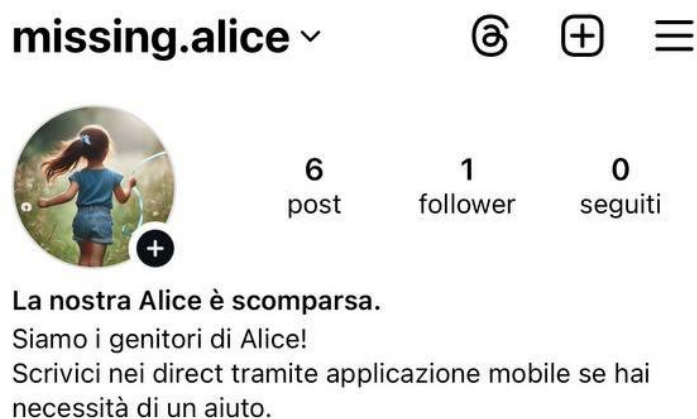 missing.alice
6 1 0
post follower seguiti
La nostra Alice è scomparsa.
Siamo i genitori di Alice!
Scrivici nei direct tramite applicazione mobile se hai
necessità di un aiuto.